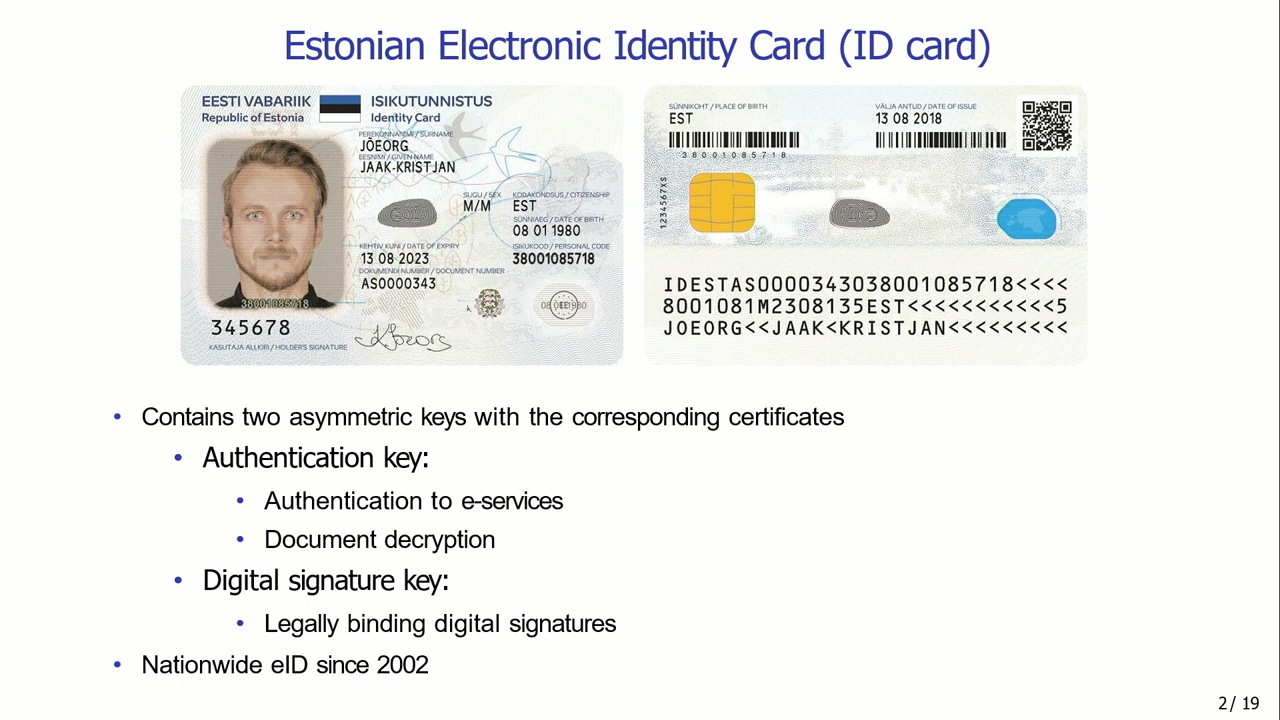 Estonian Electronic Identity Card (ID card)
EESTI VABARIIK
Republic of Estonia
ISIKUTUNNISTUS
Identity Card
PEREKONNANIMI / SURNAME
JÕEORG
EESNIMI / GIVEN NAME
JAAK-KRISTJAN
SUGU / SEX
M/M
KODAKONDSUS / CITIZENSHIP
EST
SÜNNIAEG / DATE OF BIRTH
08 01 1980
KEHTIV KUNI / DATE OF EXPIRY
13 08 2023
ISIKUKOOD / PERSONAL CODE
38001085718
DOKUMENDI NUMBER / DOCUMENT NUMBER
AS0000343
38001085718
345678
KASUTAJA ALLKIRI / HOLDER'S SIGNATURE
SÜNNIKOHT / PLACE OF BIRTH
EST
VÄLJA ANTUD / DATE OF ISSUE
13 08 2018
38001085718
1234567XS
IDESTAS0000343038001085718<<<<
8001081M2308135EST<<<<<<<<<<<5
JOEORG<<JAAK<KRISTJAN<<<<<<<<<
• Contains two asymmetric keys with the corresponding certificates
• Authentication key:
• Authentication to e-services
• Document decryption
• Digital signature key:
• Legally binding digital signatures
• Nationwide eID since 2002
2/ 19